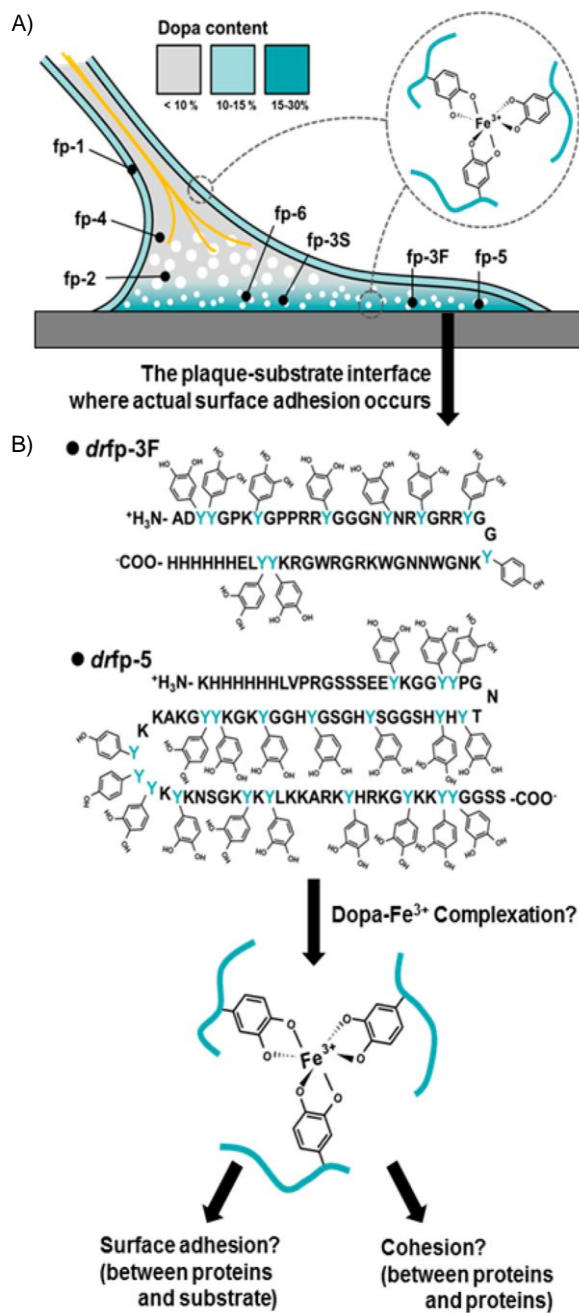 A)
Dopa content
< 10 %
10-15 %
15-30%
Fe³⁺
fp-1
fp-4
fp-2
fp-6
fp-3S
fp-3F
fp-5
The plaque-substrate interface
where actual surface adhesion occurs
B)
● drfp-3F
⁺H₃N- ADYYGPKYGPPRRYGGGNYNRYGRRYG
G
Y
⁻COO- HHHHHHELYYKRGWRGRKWGNNWGNK
● drfp-5
⁺H₃N- KHHHHHHLVPRGSSSEEYKGGYYPG
N
KAKGYYKGKYGGHYGSGHYSGGSHYHYT
K
Y
Y
Y
KYKNSGKYKYLKKARKYHRKGYKKYYGGSS -COO⁻
Dopa-Fe³⁺ Complexation?
Fe³⁺
Surface adhesion?
(between proteins
and substrate)
Cohesion?
(between proteins
and proteins)